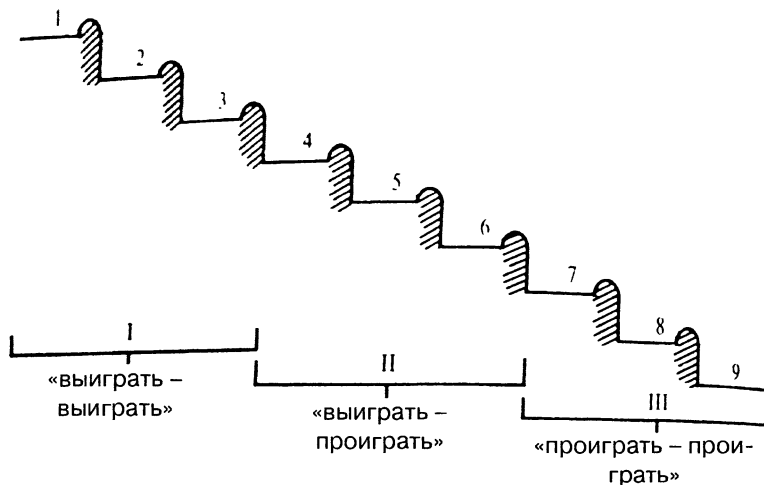 1
2
3
4
5
6
7
8
9
I
«выиграть –
выиграть»
II
«выиграть –
проиграть»
III
«проиграть – прои-
грать»